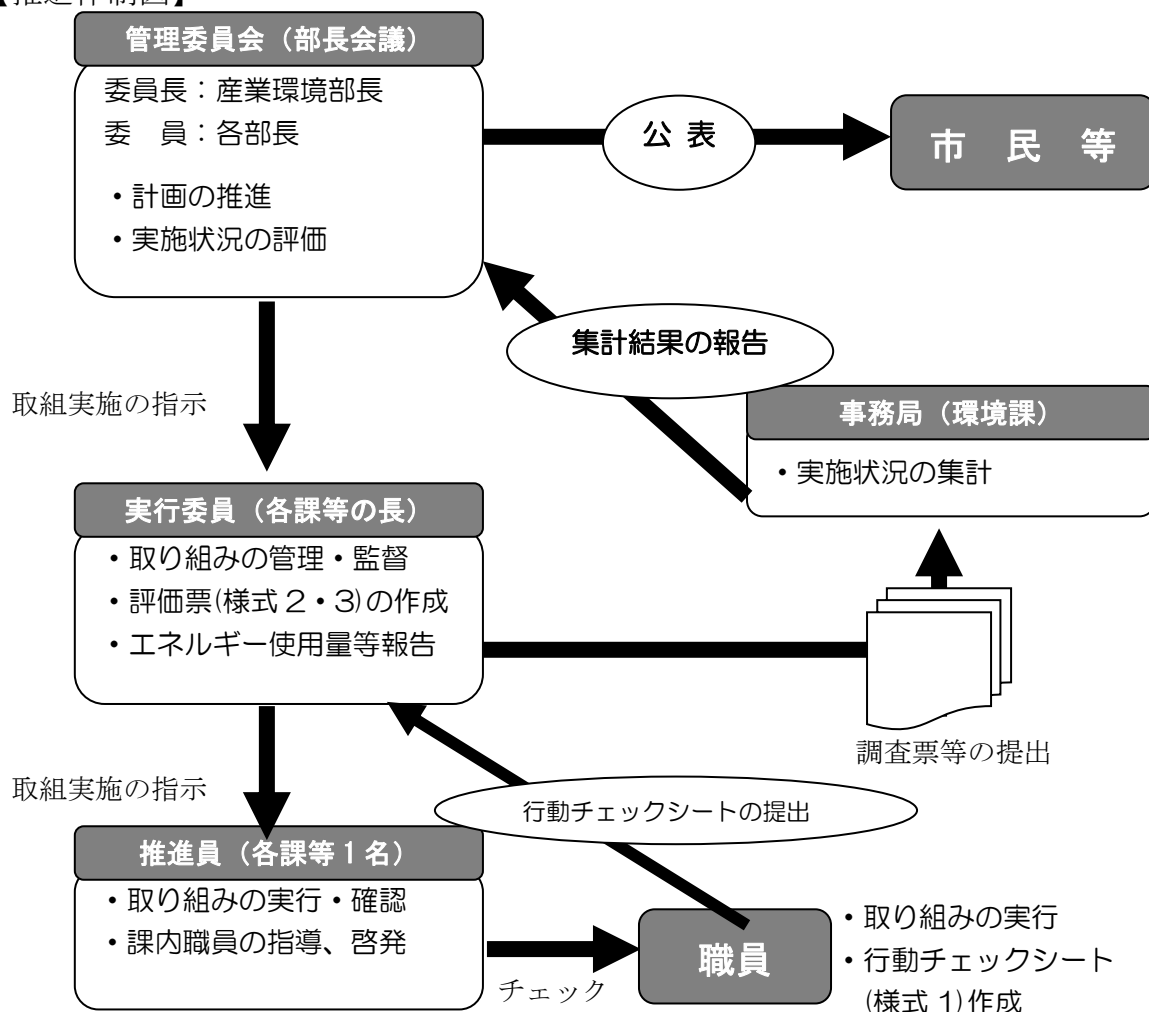 【推進体制図】
管理委員会（部長会議）
委員長：産業環境部長
委　員：各部長
・計画の推進
・実施状況の評価
公 表
市 民 等
集計結果の報告
取組実施の指示
事務局（環境課）
・実施状況の集計
実行委員（各課等の長）
・取り組みの管理・監督
・評価票(様式２・３)の作成
・エネルギー使用量等報告
調査票等の提出
取組実施の指示
行動チェックシートの提出
推進員（各課等１名）
・取り組みの実行・確認
・課内職員の指導、啓発
チェック
職員
・取り組みの実行
・行動チェックシート
(様式 1)作成